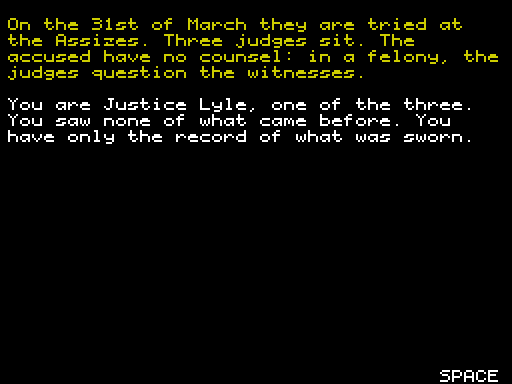 On the 31st of March they are tried at
the Assizes. Three judges sit. The
accused have no counsel: in a felony, the
judges question the witnesses.
You are Justice Lyle, one of the three.
You saw none of what came before. You
have only the record of what was sworn.
SPACE